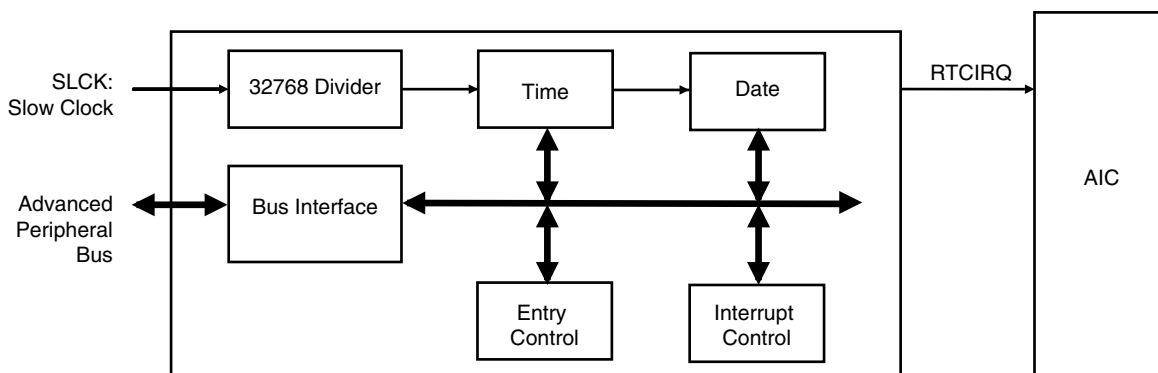 SLCK:
Slow Clock
32768 Divider
Time
Date
RTCIRQ
AIC
Advanced
Peripheral
Bus
Bus Interface
Entry
Control
Interrupt
Control